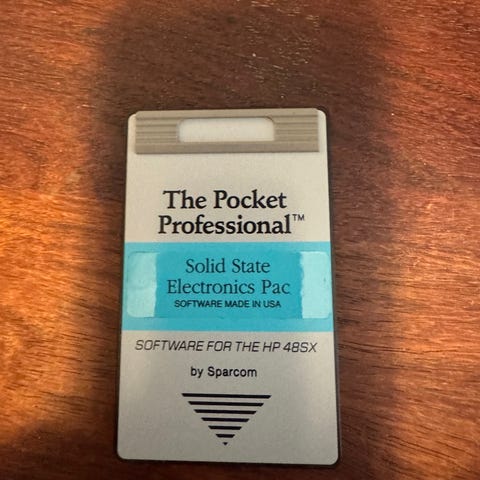 The Pocket
Professional™
Solid State
Electronics Pac
SOFTWARE MADE IN USA
SOFTWARE FOR THE HP 48SX
by Sparcom